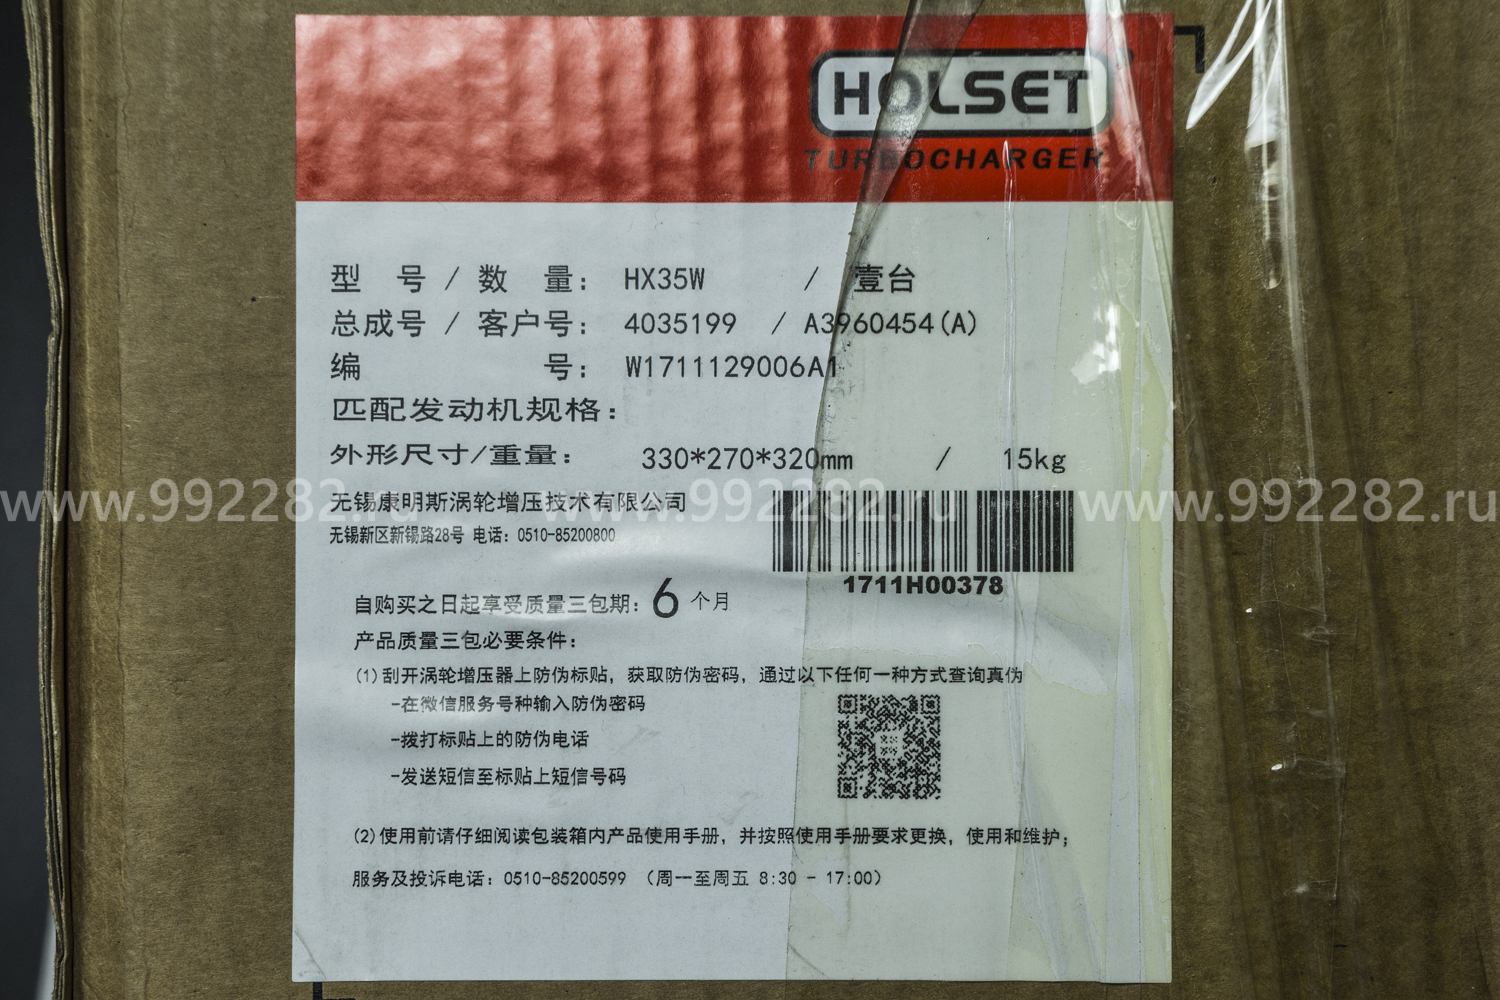 HOLSET
TURBOCHARGER
型 号 / 数 量： HX35W / 壹台
总成号 / 客户号： 4035199 / A3960454(A)
编 号： W1711129006A1
匹配发动机规格：
外形尺寸/重量： 330*270*320mm / 15kg
www.992282.ru www.992282.ru www.992282.ru
无锡康明斯涡轮增压技术有限公司
无锡新区新锡路28号 电话：0510-85200800
1711H00378
自购买之日起享受质量三包期：6个月
产品质量三包必要条件：
(1)刮开涡轮增压器上防伪标贴，获取防伪密码，通过以下任何一种方式查询真伪
-在微信服务号种输入防伪密码
-拨打标贴上的防伪电话
-发送短信至标贴上短信号码
(2)使用前请仔细阅读包装箱内产品使用手册，并按照使用手册要求更换，使用和维护；
服务及投诉电话：0510-85200599 （周一至周五 8:30 - 17:00）